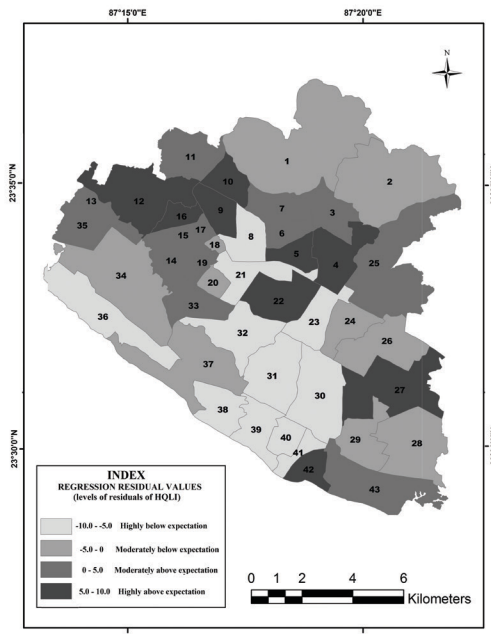 87°15'0"E 87°20'0"E
N
11
1
10
2
23°35'0"N
13 12
16 9 7 3
35
17 6
15 8
18
5
14 19 21 4 25
34 20
22
36 33 23 24
32
26
37 31
30 27
38
39 40 29 28
41
23°30'0"N
42
43
INDEX
REGRESSION RESIDUAL VALUES
(levels of residuals of HQLI)
-10.0 - -5.0 Highly below expectation
-5.0 - 0 Moderately below expectation
0 - 5.0 Moderately above expectation
5.0 - 10.0 Highly above expectation
0 1 2 4 6
Kilometers